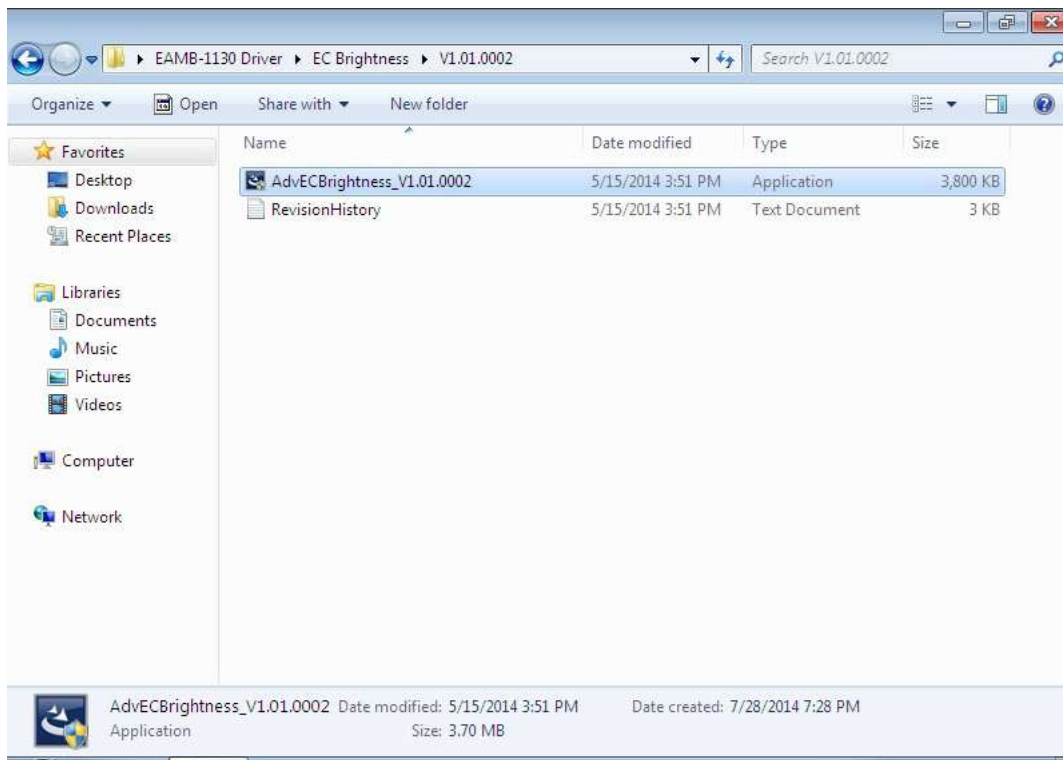 EAMB-1130 Driver EC Brightness V1.01.0002
Search V1.01.0002
Organize Open Share with New folder
Name Date modified Type Size
Favorites
Desktop
Downloads
Recent Places
Libraries
Documents
Music
Pictures
Videos
Computer
Network
AdvECBrightness_V1.01.0002 5/15/2014 3:51 PM Application 3,800 KB
RevisionHistory 5/15/2014 3:51 PM Text Document 3 KB
AdvECBrightness_V1.01.0002 Date modified: 5/15/2014 3:51 PM Date created: 7/28/2014 7:28 PM
Application Size: 3.70 MB